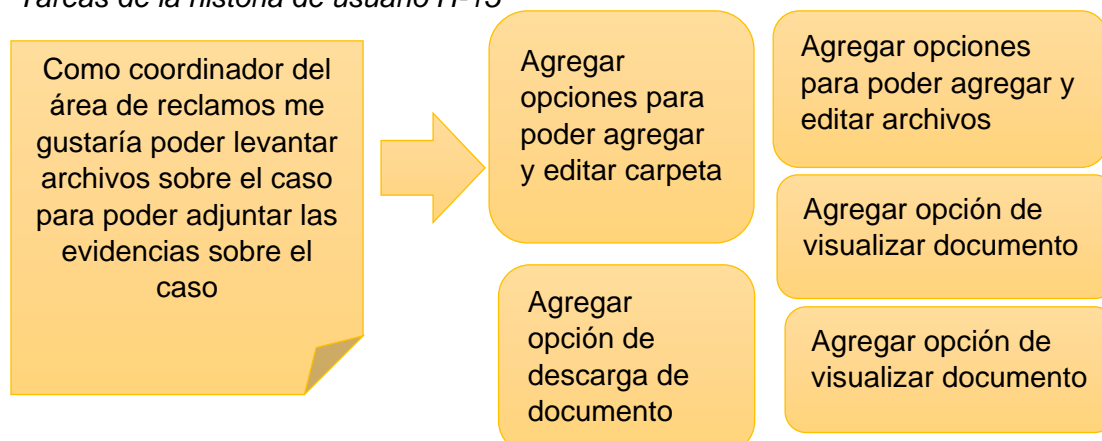 Tareas de la historia de usuario H-15
Como coordinador del
área de reclamos me
gustaría poder levantar
archivos sobre el caso
para poder adjuntar las
evidencias sobre el
caso
Agregar
opciones para
poder agregar
y editar carpeta
Agregar opciones
para poder agregar y
editar archivos
Agregar opción de
visualizar documento
Agregar
opción de
descarga de
documento
Agregar opción de
visualizar documento